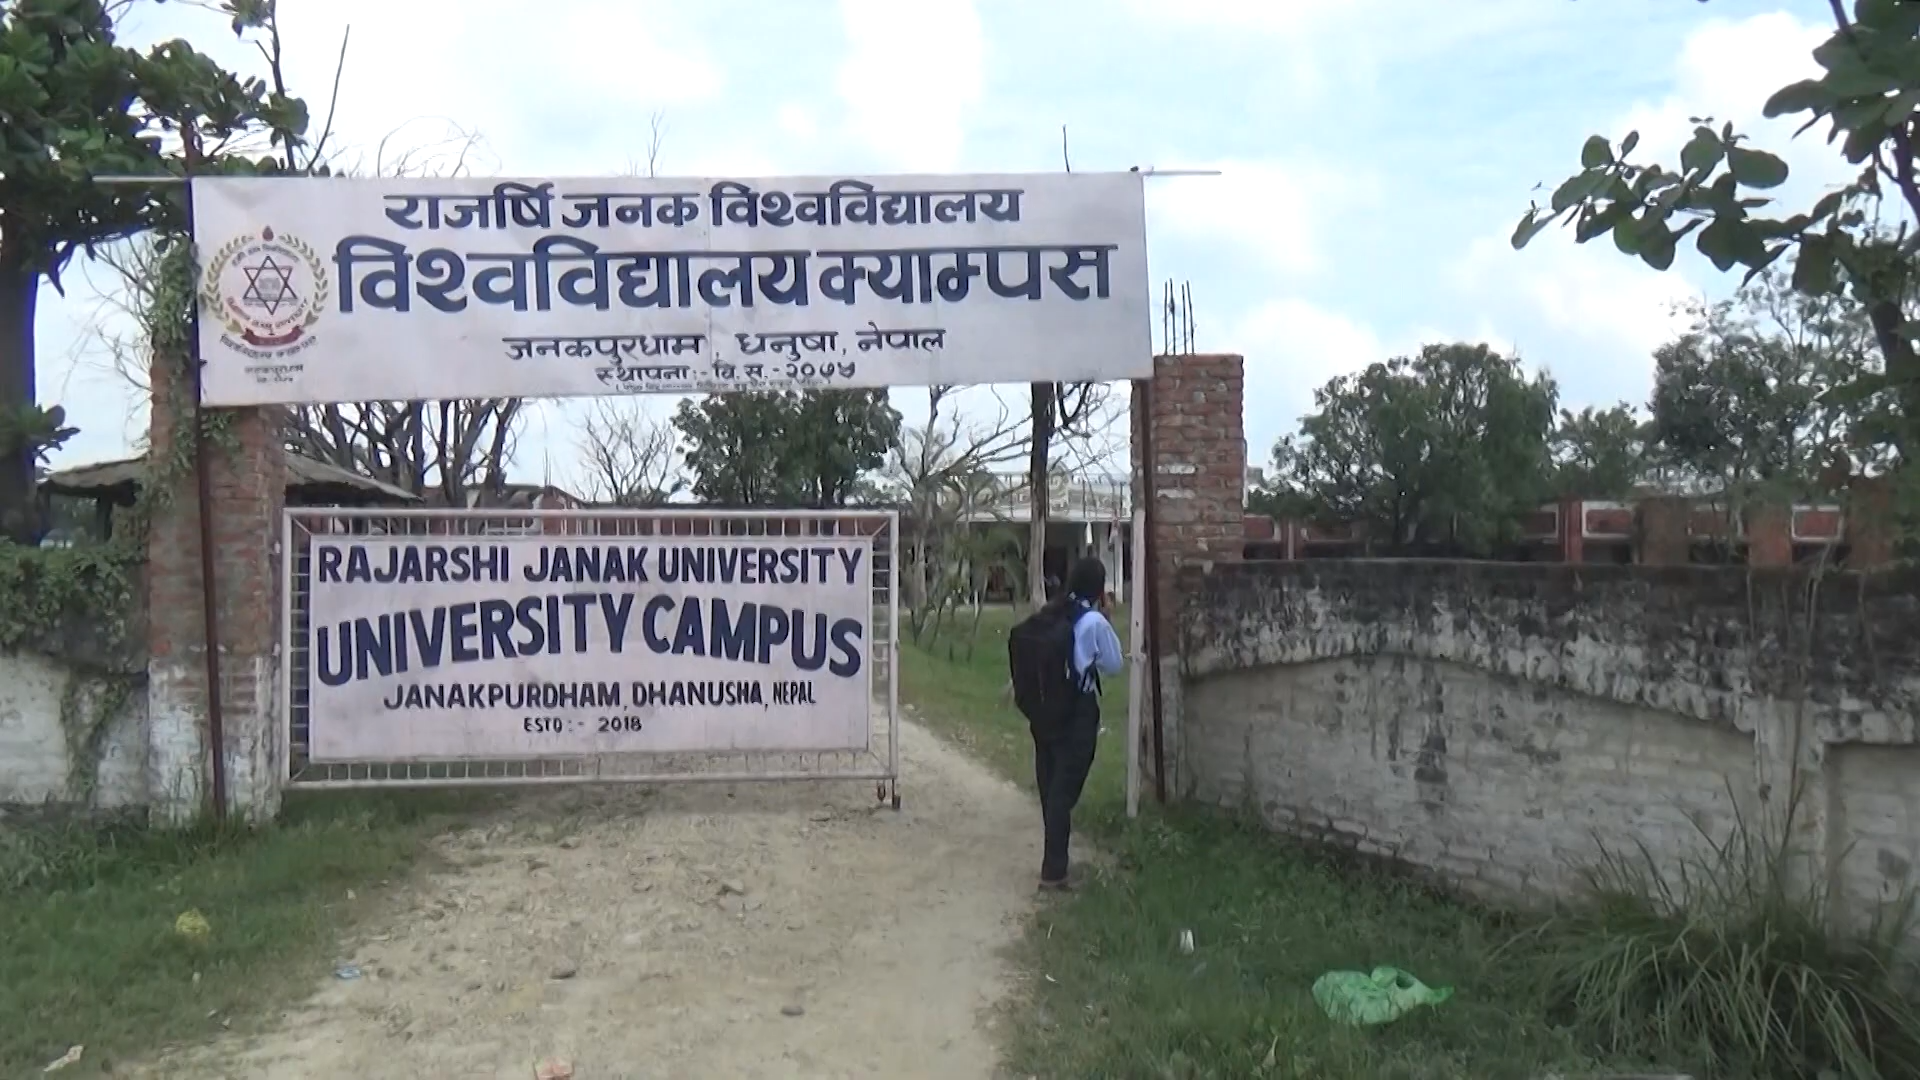 राजर्षि जनक विश्वविद्यालय
विश्वविद्यालय क्याम्पस
जनकपुरधाम, धनुषा, नेपाल
स्थापना:- वि.स.-२०७५
RAJARSHI JANAK UNIVERSITY
UNIVERSITY CAMPUS
JANAKPURDHAM, DHANUSHA, NEPAL
ESTD:- 2018